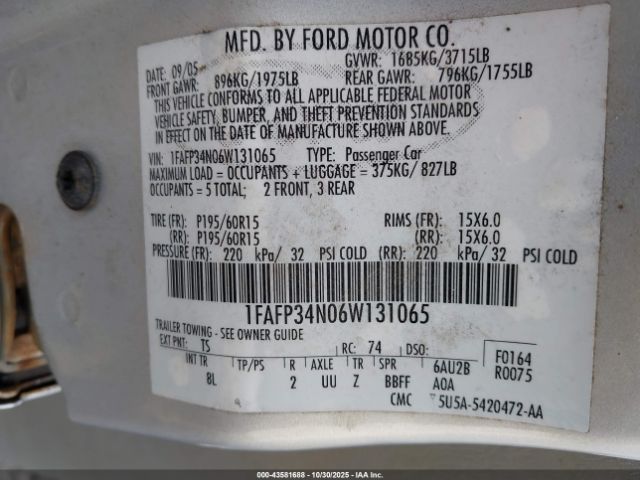 MFD. BY FORD MOTOR CO.
DATE: 09/05 GVWR: 1685KG/3715LB
FRONT GAWR: 896KG/1975LB REAR GAWR: 796KG/1755LB
THIS VEHICLE CONFORMS TO ALL APPLICABLE FEDERAL MOTOR
VEHICLE SAFETY, BUMPER, AND THEFT PREVENTION STANDARDS
IN EFFECT ON THE DATE OF MANUFACTURE SHOWN ABOVE.
VIN: 1FAFP34N06W131065 TYPE: Passenger Car
MAXIMUM LOAD = OCCUPANTS + LUGGAGE = 375KG/ 827LB
OCCUPANTS = 5 TOTAL; 2 FRONT, 3 REAR
TIRE (FR): P195/60R15 RIMS (FR): 15X6.0
(RR): P195/60R15 (RR): 15X6.0
PRESSURE (FR): 220 kPa/ 32 PSI COLD (RR): 220 kPa/ 32 PSI COLD
1FAFP34N06W131065
TRAILER TOWING - SEE OWNER GUIDE
EXT PNT: TS RC: 74 DSO: F0164
INT TR TP/PS R AXLE TR SPR 6AU2B R0075
8L 2 UU Z BBFF A0A
CMC 5U5A-5420472-AA
000-43581688 - 10/30/2025 - IAAI.com